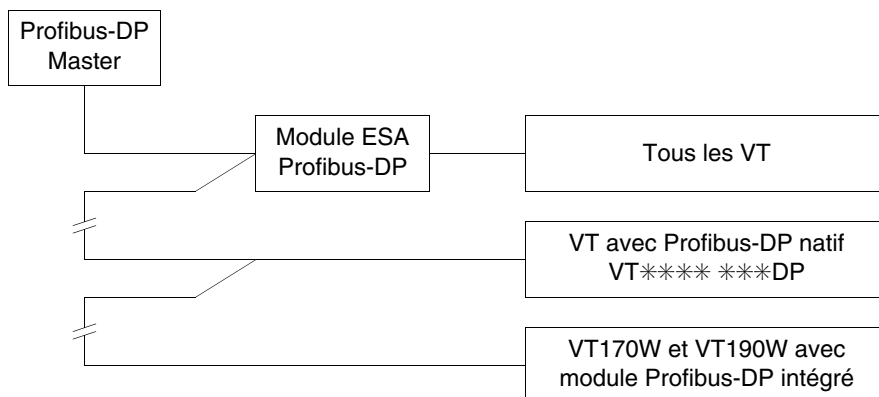 Profibus-DP
Master
Module ESA
Profibus-DP
Tous les VT
VT avec Profibus-DP natif
VT✳✳✳✳ ✳✳✳DP
VT170W et VT190W avec
module Profibus-DP intégré